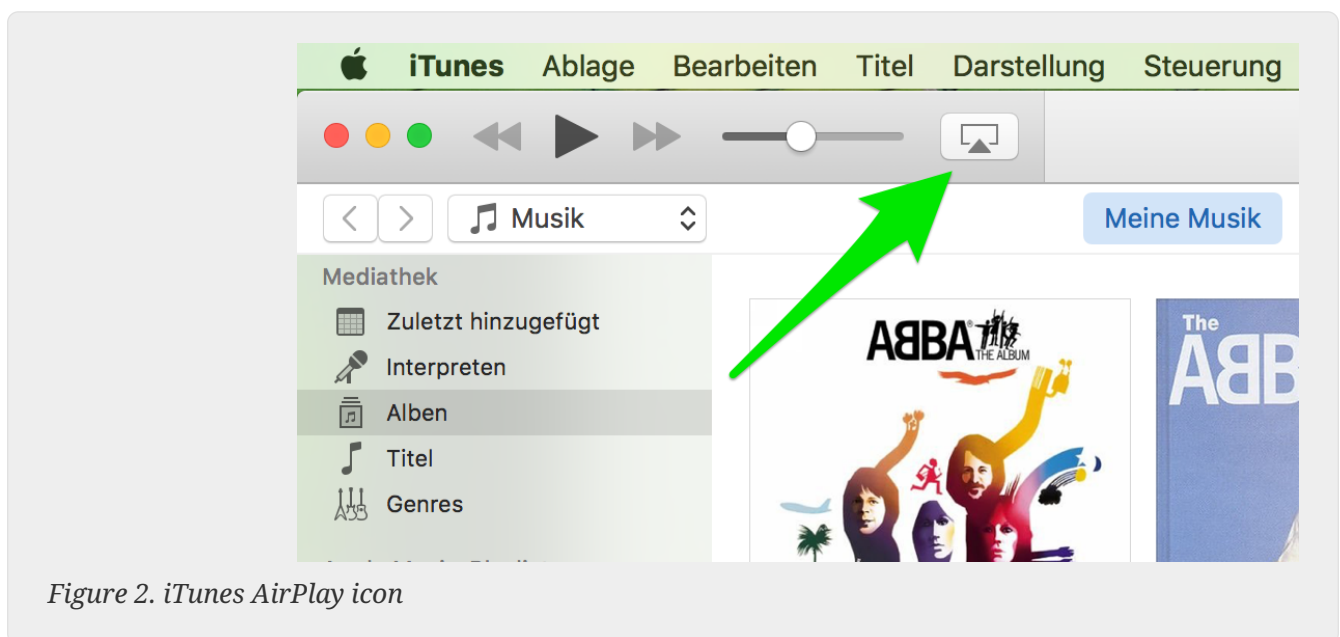 iTunes Ablage Bearbeiten Titel Darstellung Steuerung
Musik
Meine Musik
Mediathek
Zuletzt hinzugefügt
Interpreten
Alben
Titel
Genres
ABBA
THE ALBUM
The
ABB
Figure 2. iTunes AirPlay icon